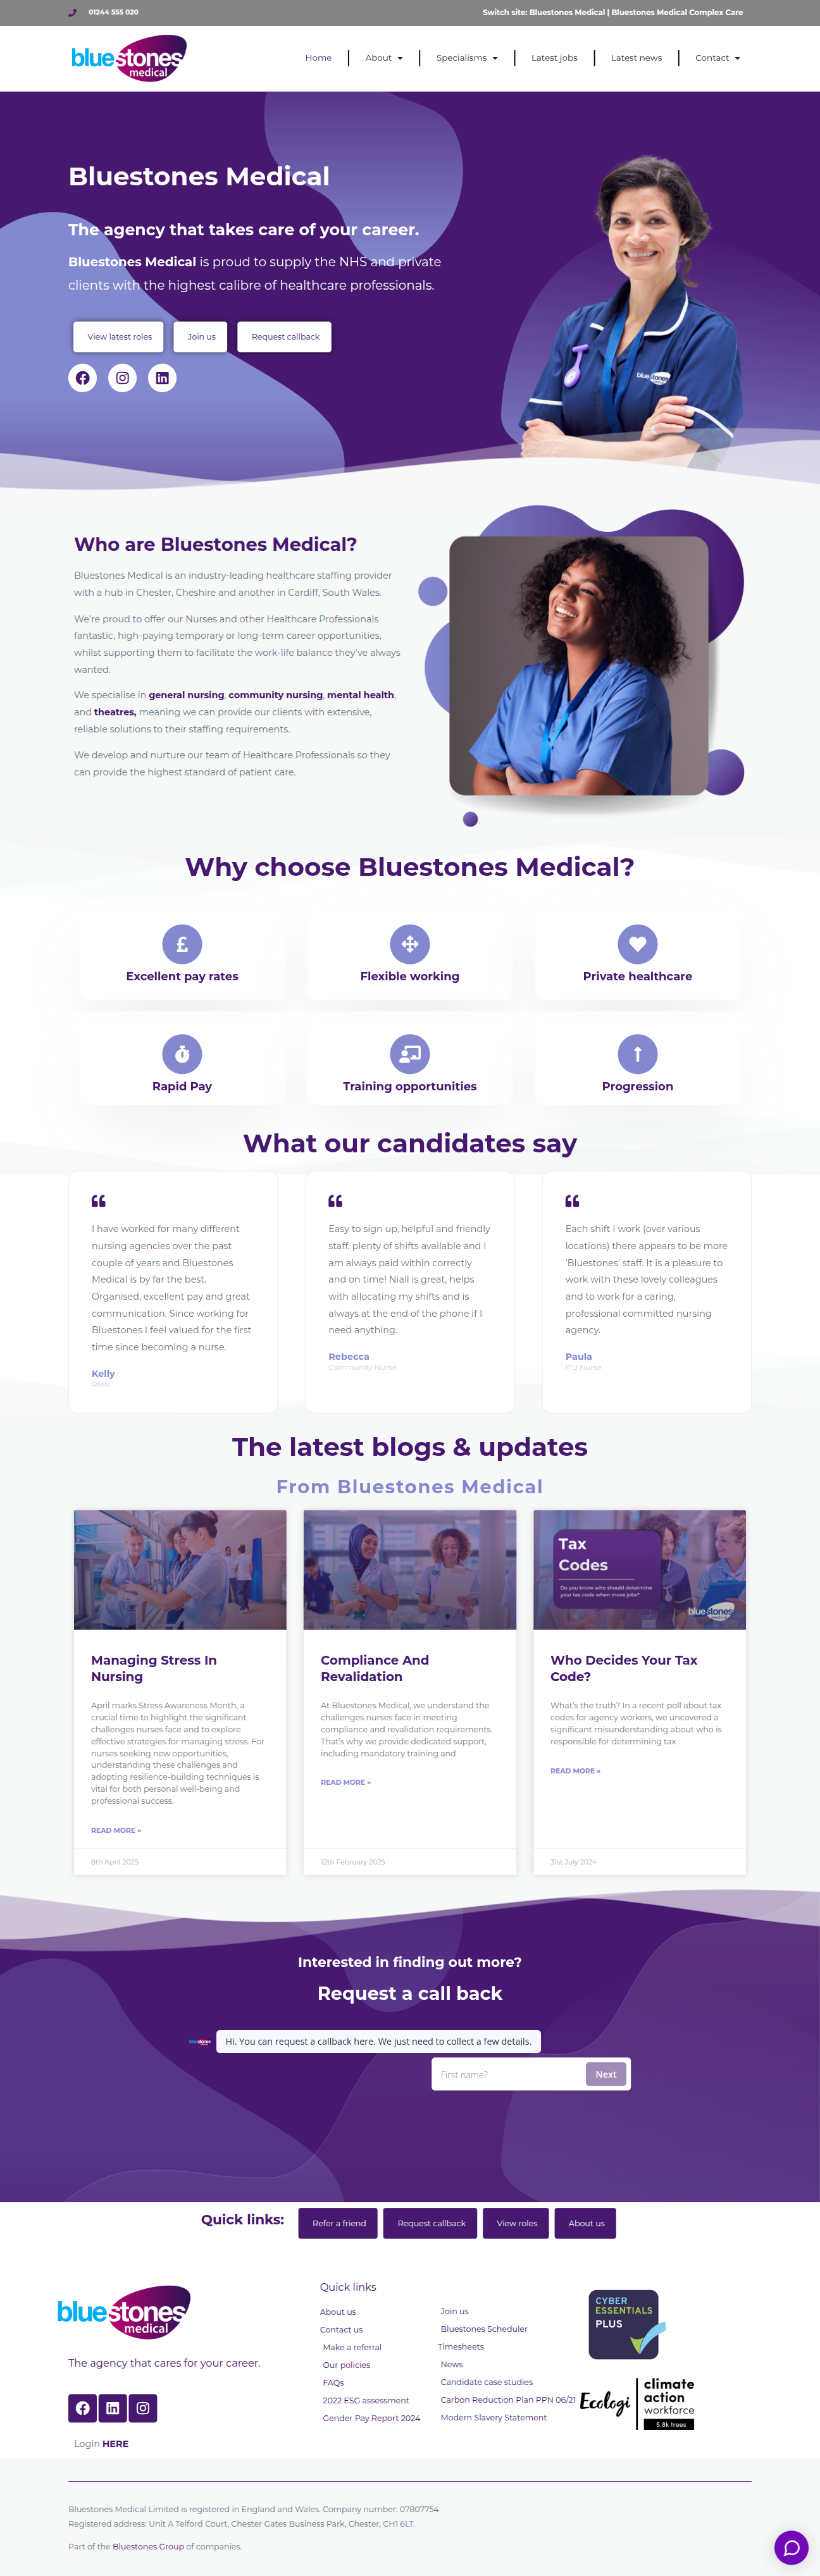 01244 555 020
Switch site: Bluestones Medical | Bluestones Medical Complex Care
bluestones
medical
Home
About
Specialisms
Latest jobs
Latest news
Contact
Bluestones Medical
The agency that takes care of your career.
Bluestones Medical is proud to supply the NHS and private
clients with the highest calibre of healthcare professionals.
View latest roles
Join us
Request callback
bluestones
Who are Bluestones Medical?
Bluestones Medical is an industry-leading healthcare staffing provider
with a hub in Chester, Cheshire and another in Cardiff, South Wales.
We're proud to offer our Nurses and other Healthcare Professionals
fantastic, high-paying temporary or long-term career opportunities,
whilst supporting them to facilitate the work-life balance they've always
wanted.
We specialise in general nursing, community nursing, mental health,
and theatres, meaning we can provide our clients with extensive,
reliable solutions to their staffing requirements.
We develop and nurture our team of Healthcare Professionals so they
can provide the highest standard of patient care.
Why choose Bluestones Medical?
£
Excellent pay rates
Flexible working
Private healthcare
Rapid Pay
Training opportunities
Progression
What our candidates say
I have worked for many different
nursing agencies over the past
couple of years and Bluestones
Medical is by far the best.
Organised, excellent pay and great
communication. Since working for
Bluestones I feel valued for the first
time since becoming a nurse.
Kelly
RMN
Easy to sign up, helpful and friendly
staff, plenty of shifts available and I
am always paid within correctly
and on time! Niall is great, helps
with allocating my shifts and is
always at the end of the phone if I
need anything.
Rebecca
Community Nurse
Each shift I work (over various
locations) there appears to be more
'Bluestones' staff. It is a pleasure to
work with these lovely colleagues
and to work for a caring,
professional committed nursing
agency.
Paula
ITU Nurse
The latest blogs & updates
From Bluestones Medical
Managing Stress In
Nursing
April marks Stress Awareness Month, a
crucial time to highlight the significant
challenges nurses face and to explore
effective strategies for managing stress. For
nurses seeking new opportunities,
understanding these challenges and
adopting resilience-building techniques is
vital for both personal well-being and
professional success.
READ MORE »
8th April 2025
Compliance And
Revalidation
At Bluestones Medical, we understand the
challenges nurses face in meeting
compliance and revalidation requirements.
That's why we provide dedicated support,
including mandatory training and
READ MORE »
12th February 2025
Tax
Codes
Do you know who should determine
your tax code when move jobs?
bluestones
Who Decides Your Tax
Code?
What's the truth? In a recent poll about tax
codes for agency workers, we uncovered a
significant misunderstanding about who is
responsible for determining tax
READ MORE »
31st July 2024
Interested in finding out more?
Request a call back
bluestones
Hi. You can request a callback here. We just need to collect a few details.
First name?
Next
Quick links:
Refer a friend
Request callback
View roles
About us
bluestones
medical
The agency that cares for your career.
Login HERE
Quick links
About us
Contact us
Make a referral
Our policies
FAQs
2022 ESG assessment
Gender Pay Report 2024
Join us
Bluestones Scheduler
Timesheets
News
Candidate case studies
Carbon Reduction Plan PPN 06/21
Modern Slavery Statement
CYBER
ESSENTIALS
PLUS
Ecologi
climate
action
workforce
5.8k trees
Bluestones Medical Limited is registered in England and Wales. Company number: 07807754
Registered address: Unit A Telford Court, Chester Gates Business Park, Chester, CH1 6LT.
Part of the Bluestones Group of companies.